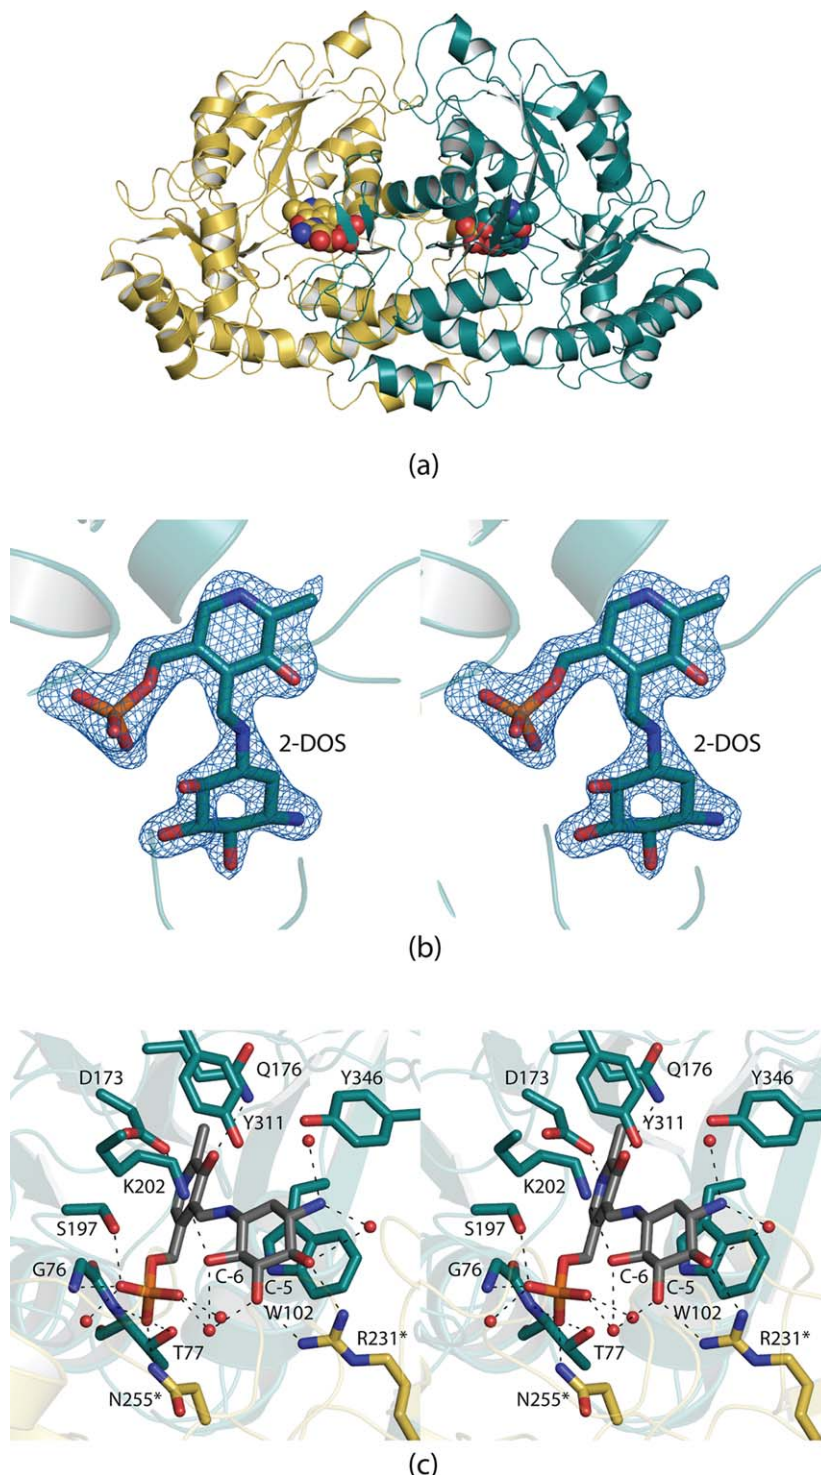 (a)
2-DOS 2-DOS
(b)
D173 Q176 Y346
Y311
K202
S197
G76
C-6
C-5
W102
T77 R231*
N255*
D173 Q176 Y346
Y311
K202
S197
G76
C-6
C-5
W102
T77 R231*
N255*
(c)